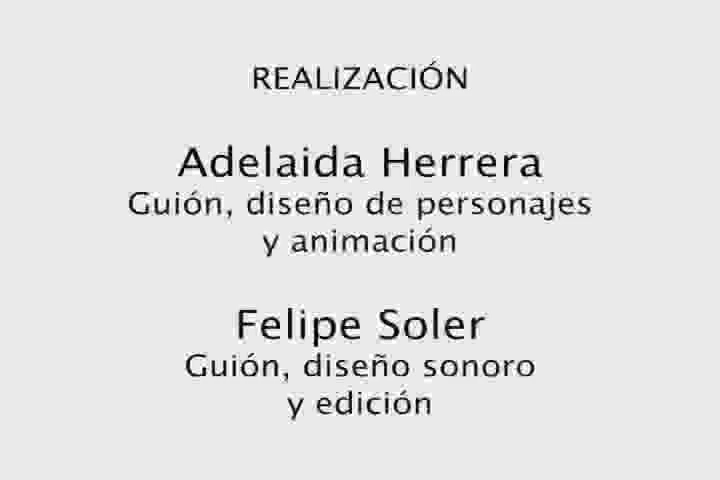 REALIZACIÓN
Adelaida Herrera
Guión, diseño de personajes
y animación
Felipe Soler
Guión, diseño sonoro
y edición